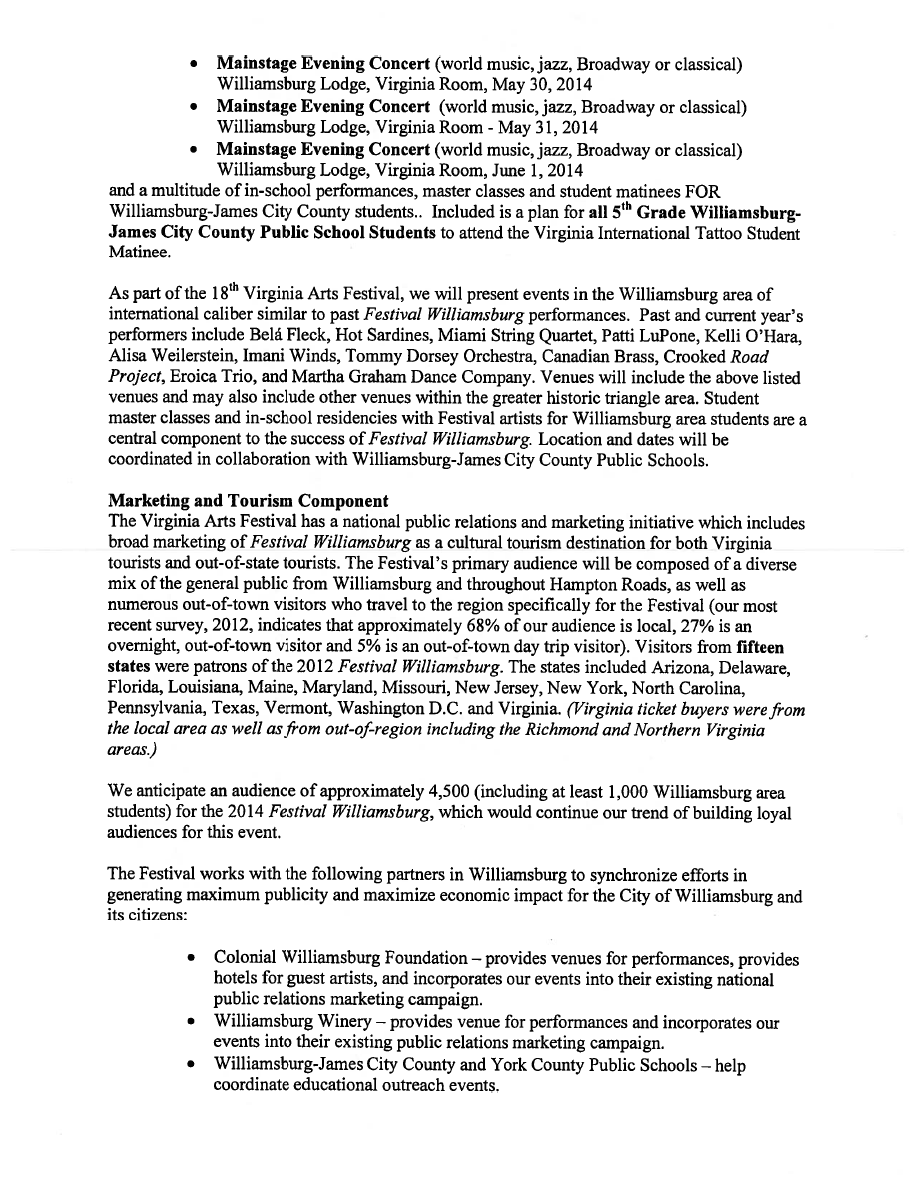 • Mainstage Evening Concert (world music, jazz, Broadway or classical)
Williamsburg Lodge, Virginia Room, May 30, 2014
• Mainstage Evening Concert (world music, jazz, Broadway or classical)
Williamsburg Lodge, Virginia Room - May 31, 2014
• Mainstage Evening Concert (world music, jazz, Broadway or classical)
Williamsburg Lodge, Virginia Room, June 1, 2014
and a multitude of in-school performances, master classes and student matinees FOR
Williamsburg-James City County students.. Included is a plan for all 5th Grade Williamsburg-
James City County Public School Students to attend the Virginia International Tattoo Student
Matinee.
As part of the 18th Virginia Arts Festival, we will present events in the Williamsburg area of
international caliber similar to past Festival Williamsburg performances. Past and current year's
performers include Belá Fleck, Hot Sardines, Miami String Quartet, Patti LuPone, Kelli O'Hara,
Alisa Weilerstein, Imani Winds, Tommy Dorsey Orchestra, Canadian Brass, Crooked Road
Project, Eroica Trio, and Martha Graham Dance Company. Venues will include the above listed
venues and may also include other venues within the greater historic triangle area. Student
master classes and in-school residencies with Festival artists for Williamsburg area students are a
central component to the success of Festival Williamsburg. Location and dates will be
coordinated in collaboration with Williamsburg-James City County Public Schools.
Marketing and Tourism Component
The Virginia Arts Festival has a national public relations and marketing initiative which includes
broad marketing of Festival Williamsburg as a cultural tourism destination for both Virginia
tourists and out-of-state tourists. The Festival's primary audience will be composed of a diverse
mix of the general public from Williamsburg and throughout Hampton Roads, as well as
numerous out-of-town visitors who travel to the region specifically for the Festival (our most
recent survey, 2012, indicates that approximately 68% of our audience is local, 27% is an
overnight, out-of-town visitor and 5% is an out-of-town day trip visitor). Visitors from fifteen
states were patrons of the 2012 Festival Williamsburg. The states included Arizona, Delaware,
Florida, Louisiana, Maine, Maryland, Missouri, New Jersey, New York, North Carolina,
Pennsylvania, Texas, Vermont, Washington D.C. and Virginia. (Virginia ticket buyers were from
the local area as well as from out-of-region including the Richmond and Northern Virginia
areas.)
We anticipate an audience of approximately 4,500 (including at least 1,000 Williamsburg area
students) for the 2014 Festival Williamsburg, which would continue our trend of building loyal
audiences for this event.
The Festival works with the following partners in Williamsburg to synchronize efforts in
generating maximum publicity and maximize economic impact for the City of Williamsburg and
its citizens:
• Colonial Williamsburg Foundation – provides venues for performances, provides
hotels for guest artists, and incorporates our events into their existing national
public relations marketing campaign.
• Williamsburg Winery – provides venue for performances and incorporates our
events into their existing public relations marketing campaign.
• Williamsburg-James City County and York County Public Schools – help
coordinate educational outreach events.